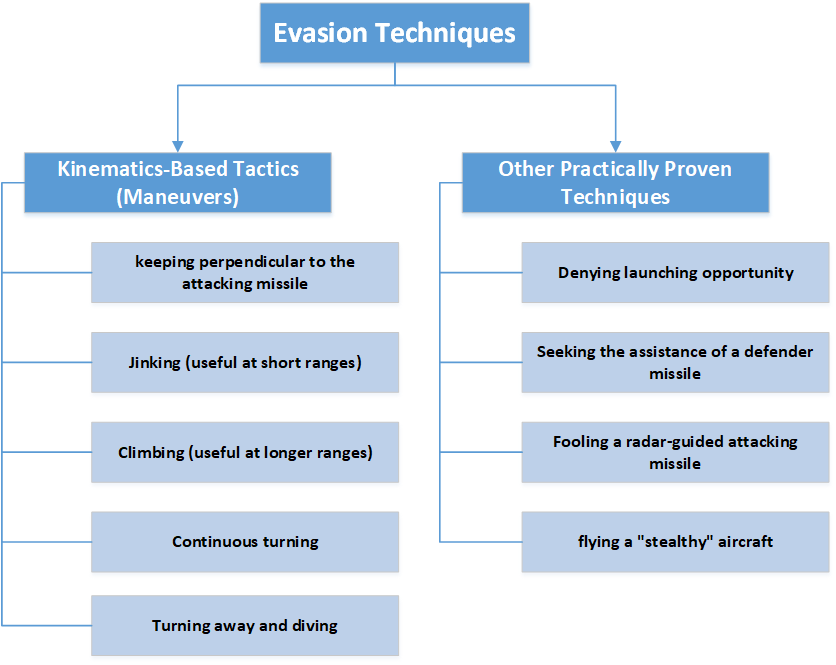 Evasion Techniques
Kinematics-Based Tactics
(Maneuvers)
keeping perpendicular to the
attacking missile
Jinking (useful at short ranges)
Climbing (useful at longer ranges)
Continuous turning
Turning away and diving
Other Practically Proven
Techniques
Denying launching opportunity
Seeking the assistance of a defender
missile
Fooling a radar-guided attacking
missile
flying a "stealthy" aircraft